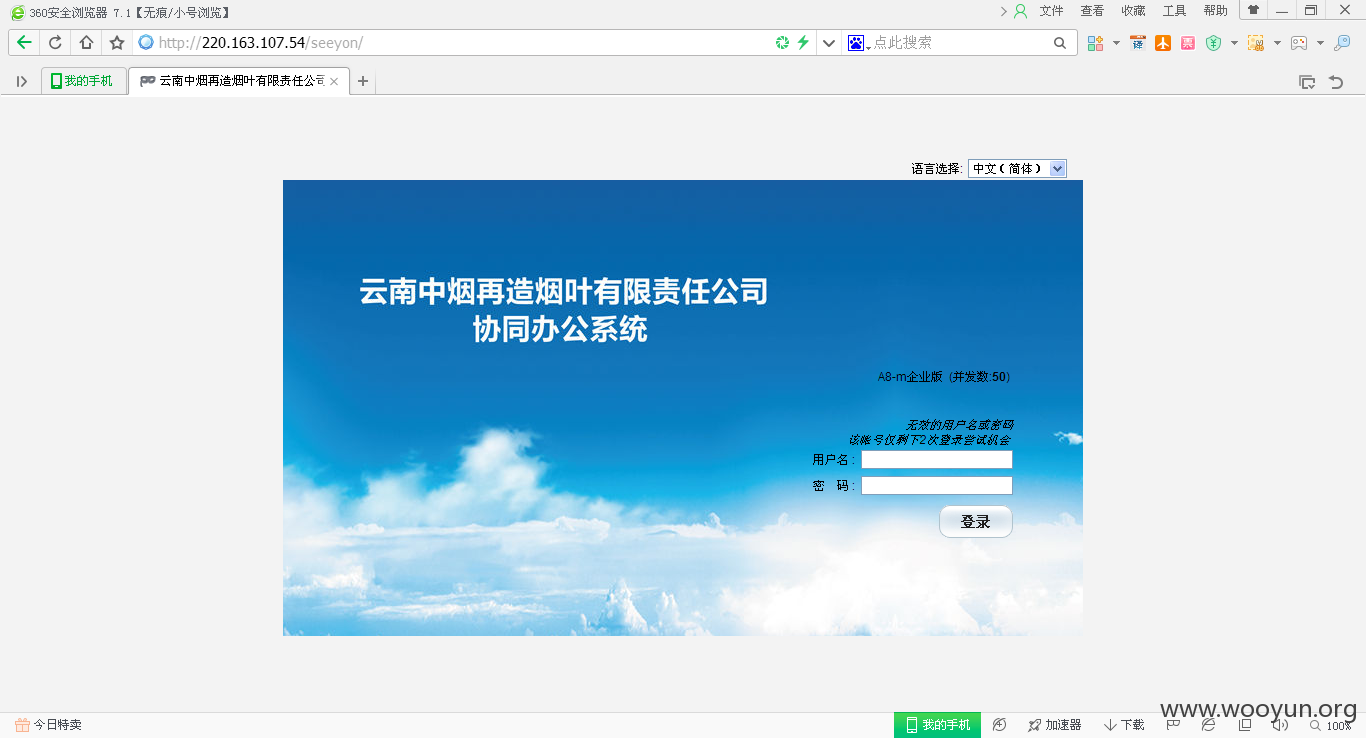 360安全浏览器 7.1【无痕/小号浏览】
文件 查看 收藏 工具 帮助
http://220.163.107.54/seeyon/
点此搜索
译
票
我的手机
云南中烟再造烟叶有限责任公司
语言选择: 中文（简体）
云南中烟再造烟叶有限责任公司
协同办公系统
A8-m企业版 (并发数:50)
无效的用户名或密码
该帐号仅剩下2次登录尝试机会
用户名 :
密 码 :
登录
www.wooyun.org
今日特卖
我的手机
加速器
下载
100%